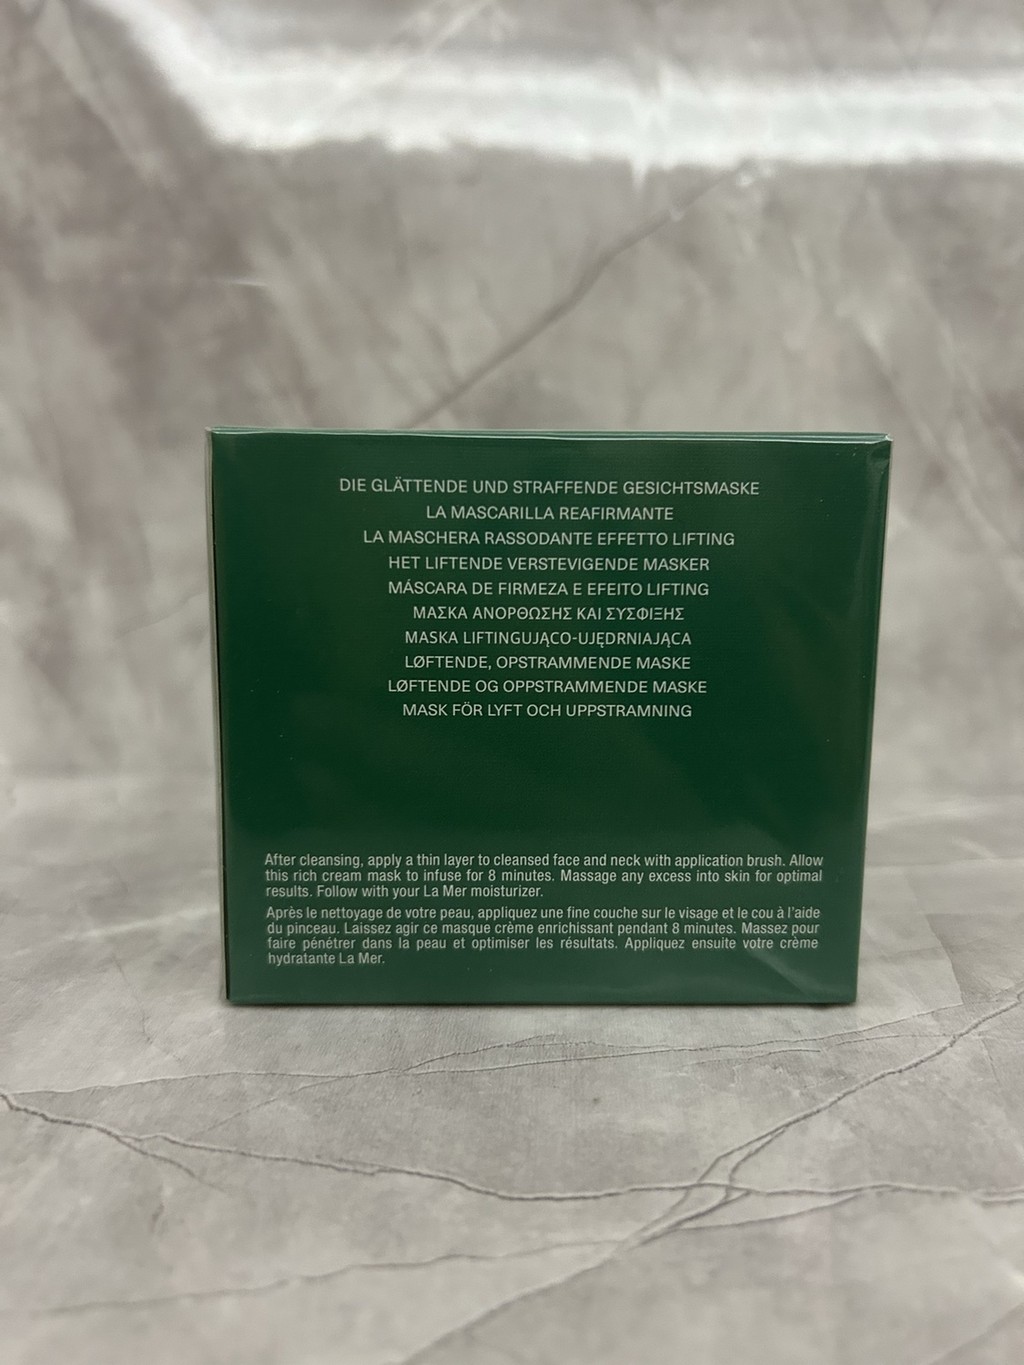 DIE GLÄTTENDE UND STRAFFENDE GESICHTSMASKE
LA MASCARILLA REAFIRMANTE
LA MASCHERA RASSODANTE EFFETTO LIFTING
HET LIFTENDE VERSTEVIGENDE MASKER
MÁSCARA DE FIRMEZA E EFEITO LIFTING
ΜΑΣΚΑ ΑΝΟΡΘΩΣΗΣ ΚΑΙ ΣΥΣΦΙΞΗΣ
MASKA LIFTINGUJĄCO-UJĘDRNIAJĄCA
LØFTENDE, OPSTRAMMENDE MASKE
LØFTENDE OG OPPSTRAMMENDE MASKE
MASK FÖR LYFT OCH UPPSTRAMNING
After cleansing, apply a thin layer to cleansed face and neck with application brush. Allow
this rich cream mask to infuse for 8 minutes. Massage any excess into skin for optimal
results. Follow with your La Mer moisturizer.
Après le nettoyage de votre peau, appliquez une fine couche sur le visage et le cou à l'aide
du pinceau. Laissez agir ce masque crème enrichissant pendant 8 minutes. Massez pour
faire pénétrer dans la peau et optimiser les résultats. Appliquez ensuite votre crème
hydratante La Mer.